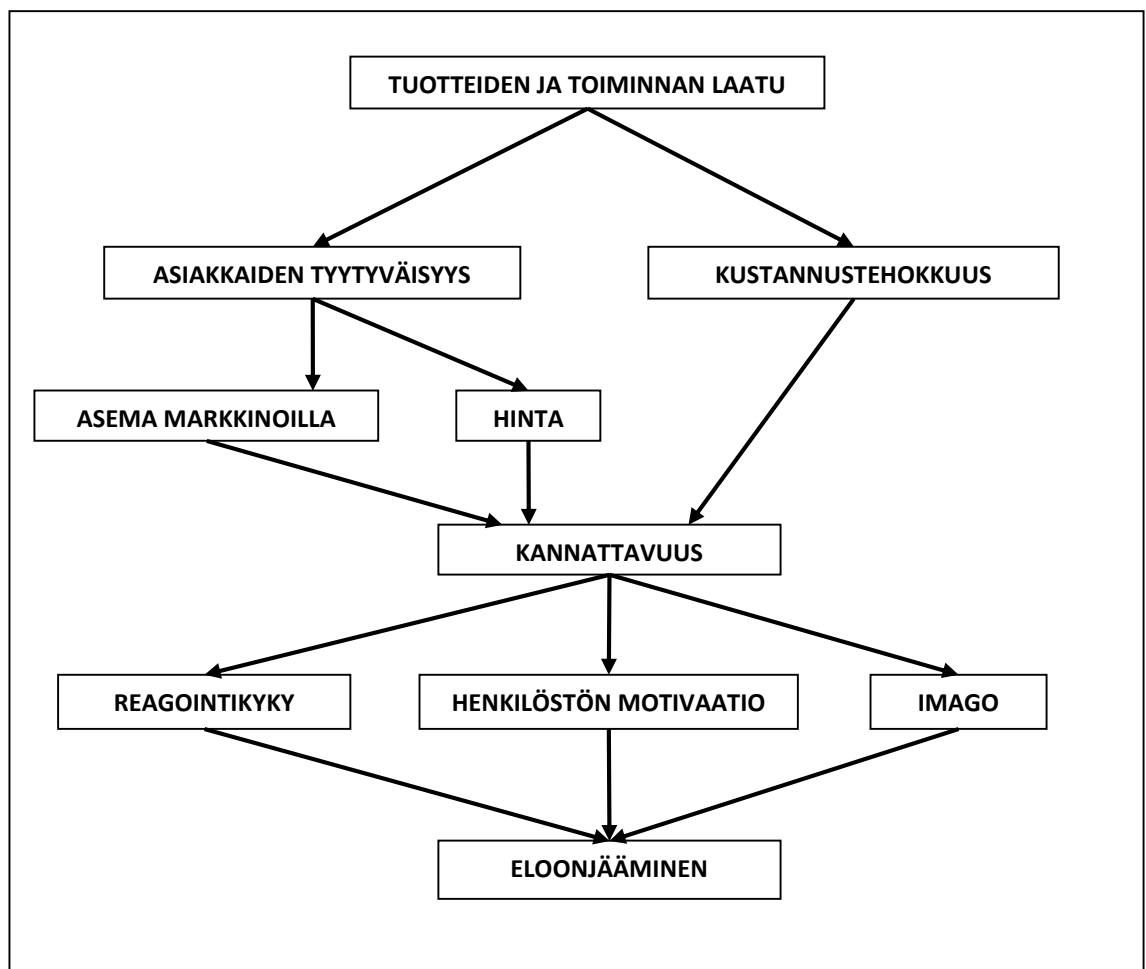 TUOTTEIDEN JA TOIMINNAN LAATU
ASIAKKAIDEN TYYTYVÄISYYS
KUSTANNUSTEHOKKUUS
ASEMA MARKKINOILLA
HINTA
KANNATTAVUUS
REAGOINTIKYKY
HENKILÖSTÖN MOTIVAATIO
IMAGO
ELOONJÄÄMINEN